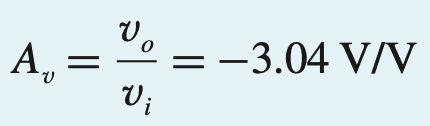 A_v = v_o / v_i = −3.04 V/V